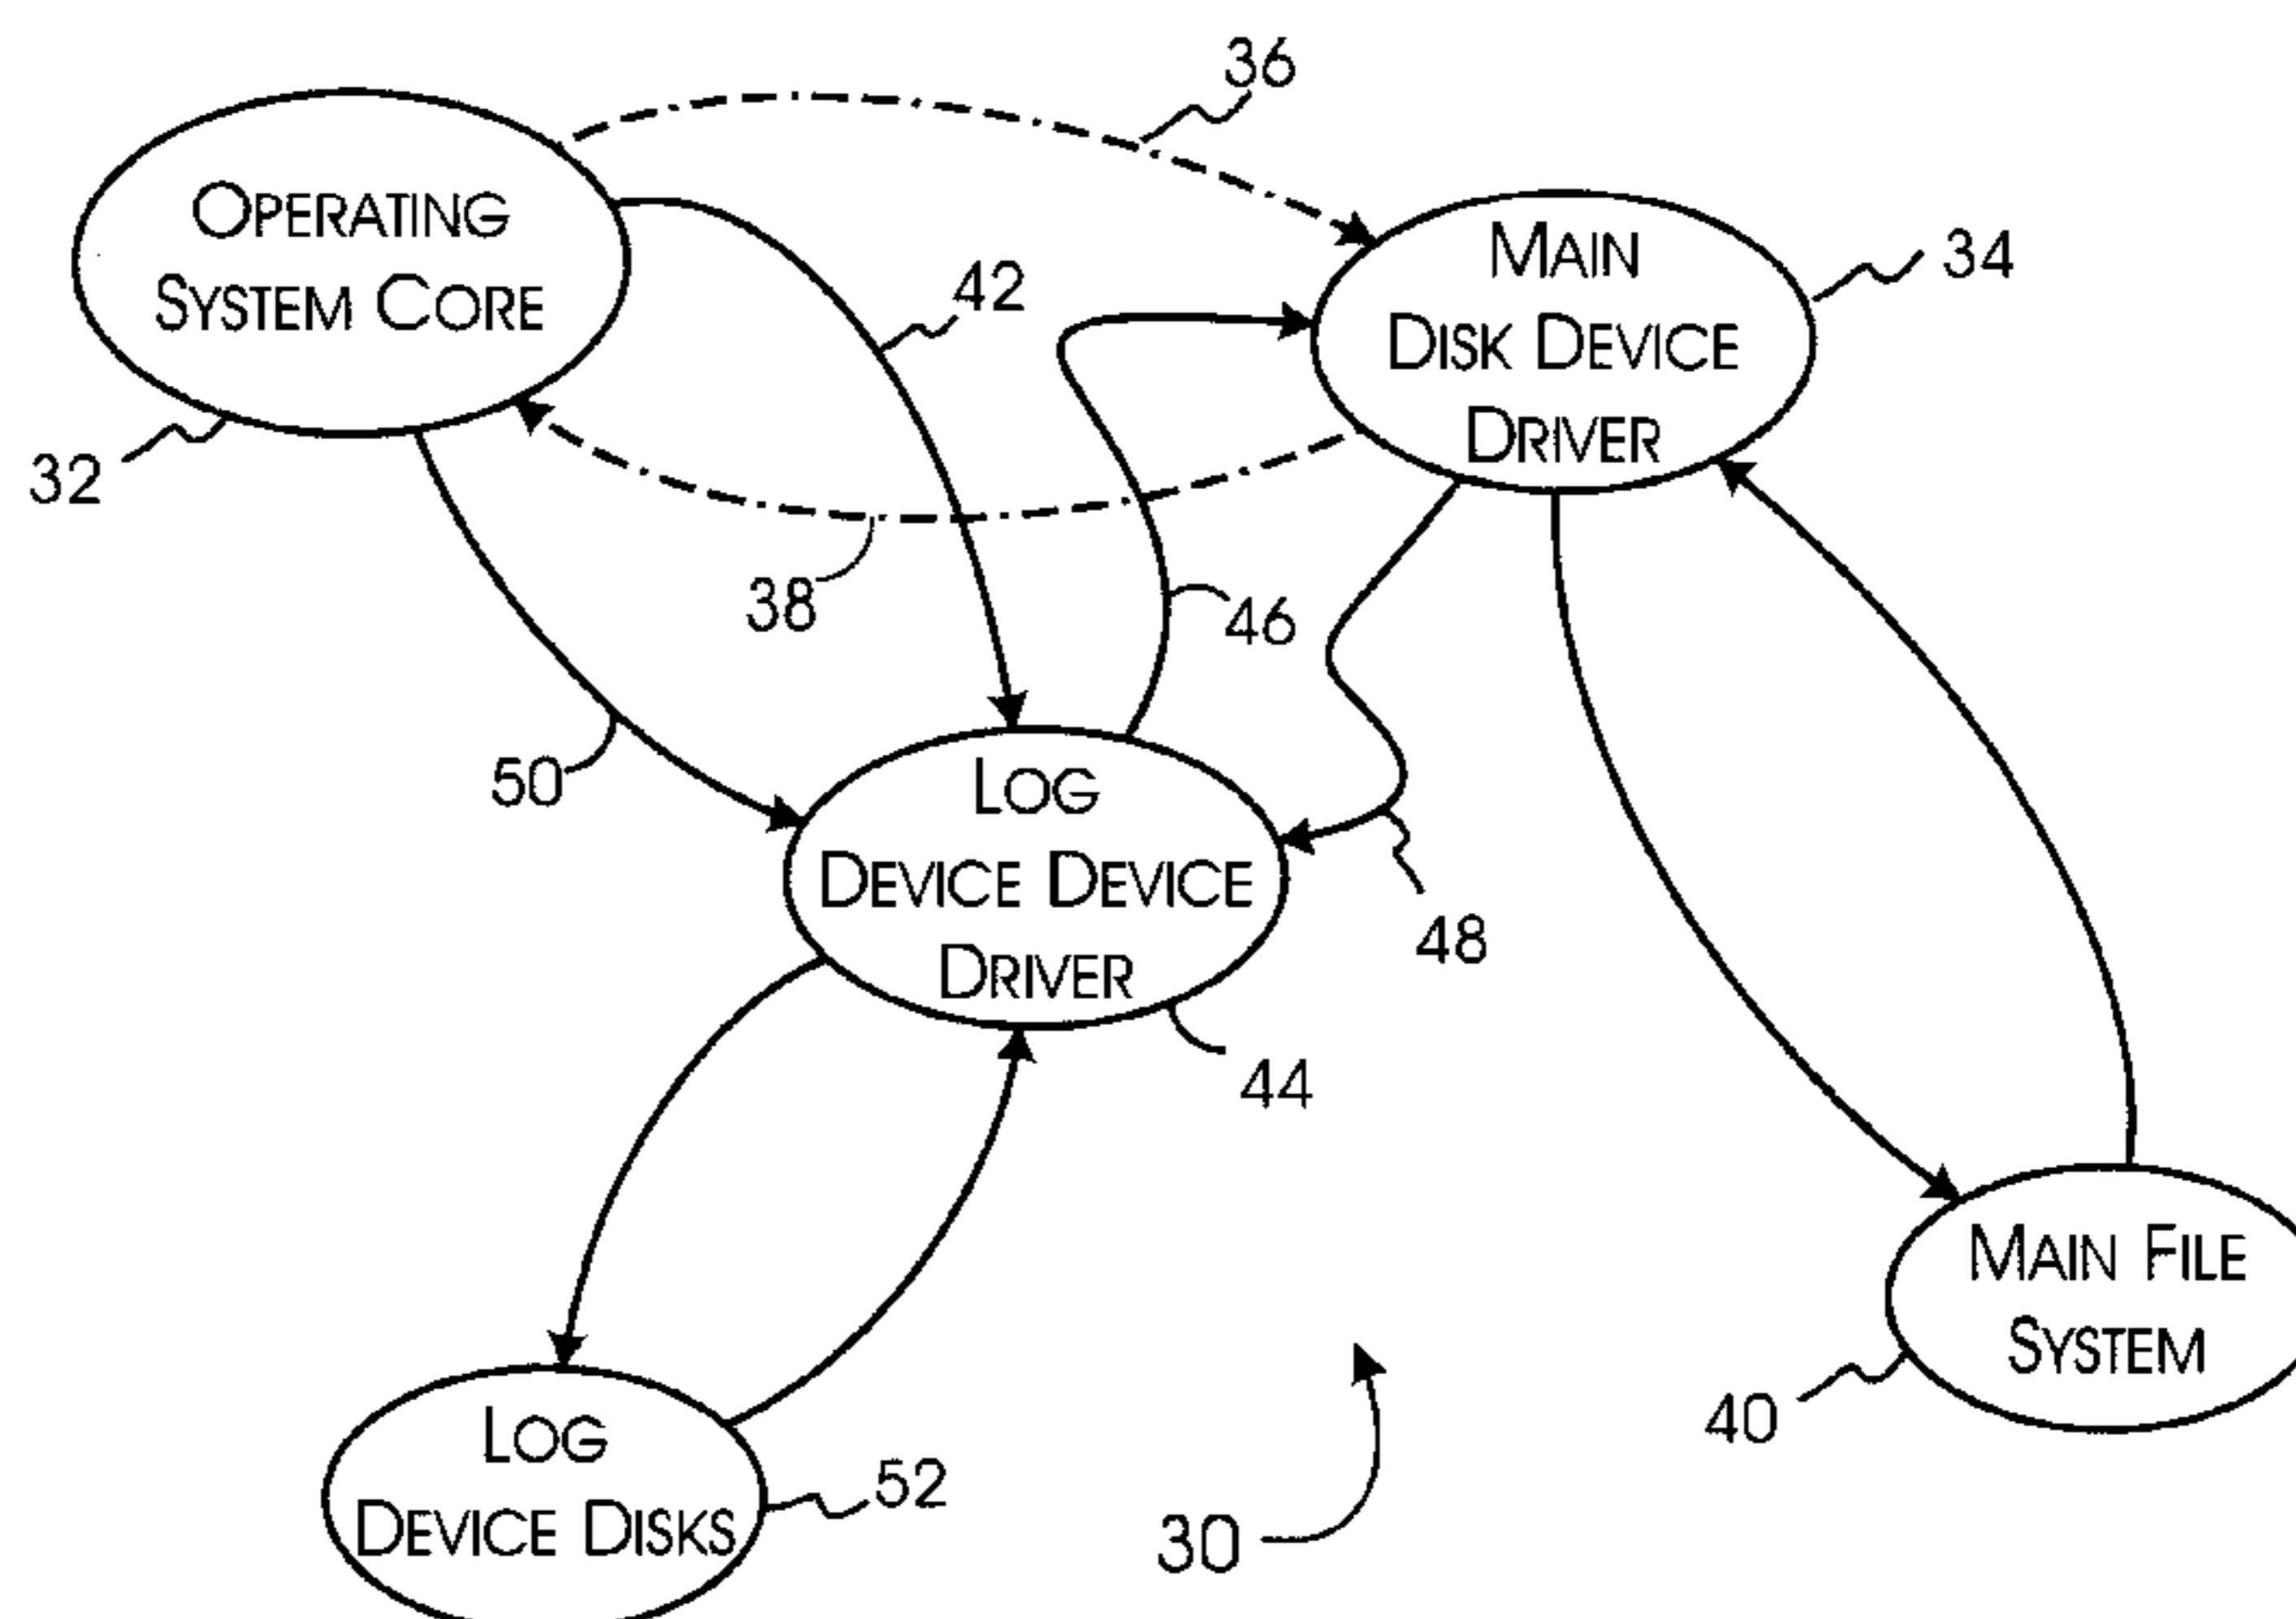 36
OPERATING
SYSTEM CORE
MAIN
DISK DEVICE
DRIVER
34
42
32
38
46
50
LOG
DEVICE DEVICE
DRIVER
48
44
MAIN FILE
SYSTEM
40
LOG
DEVICE DISKS
52
30